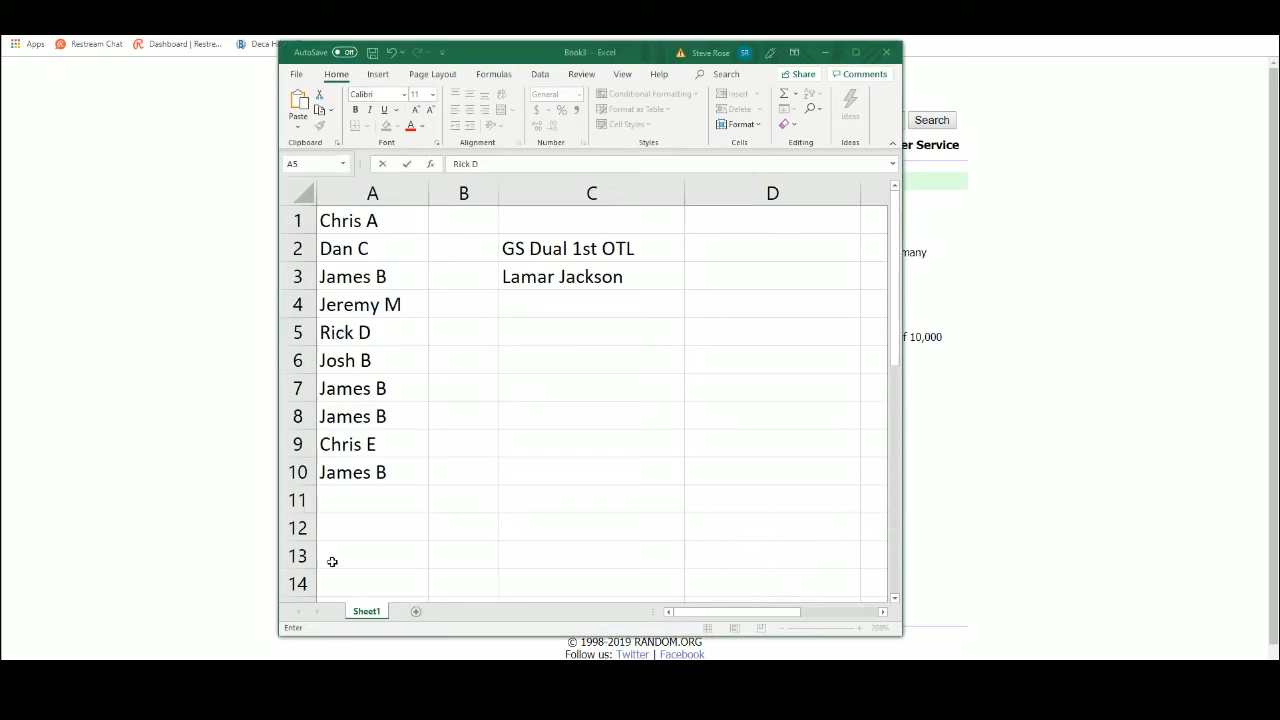 Apps Restream Chat Dashboard | Restre... Deca H
AutoSave Off Book3 - Excel Steve Rose SR
File Home Insert Page Layout Formulas Data Review View Help Search Share Comments
Paste Calibri 11 General Conditional Formatting Insert
Format as Table Delete Ideas
Cell Styles Format
Clipboard Font Alignment Number Styles Cells Editing Ideas
Search
er Service
A5 fx Rick D
A B C D
1 Chris A
2 Dan C GS Dual 1st OTL
3 James B Lamar Jackson
4 Jeremy M
5 Rick D
6 Josh B
7 James B
8 James B
9 Chris E
10 James B
11
12
13
14
many
of 10,000
Sheet1
Enter 208%
© 1998-2019 RANDOM.ORG
Follow us: Twitter | Facebook